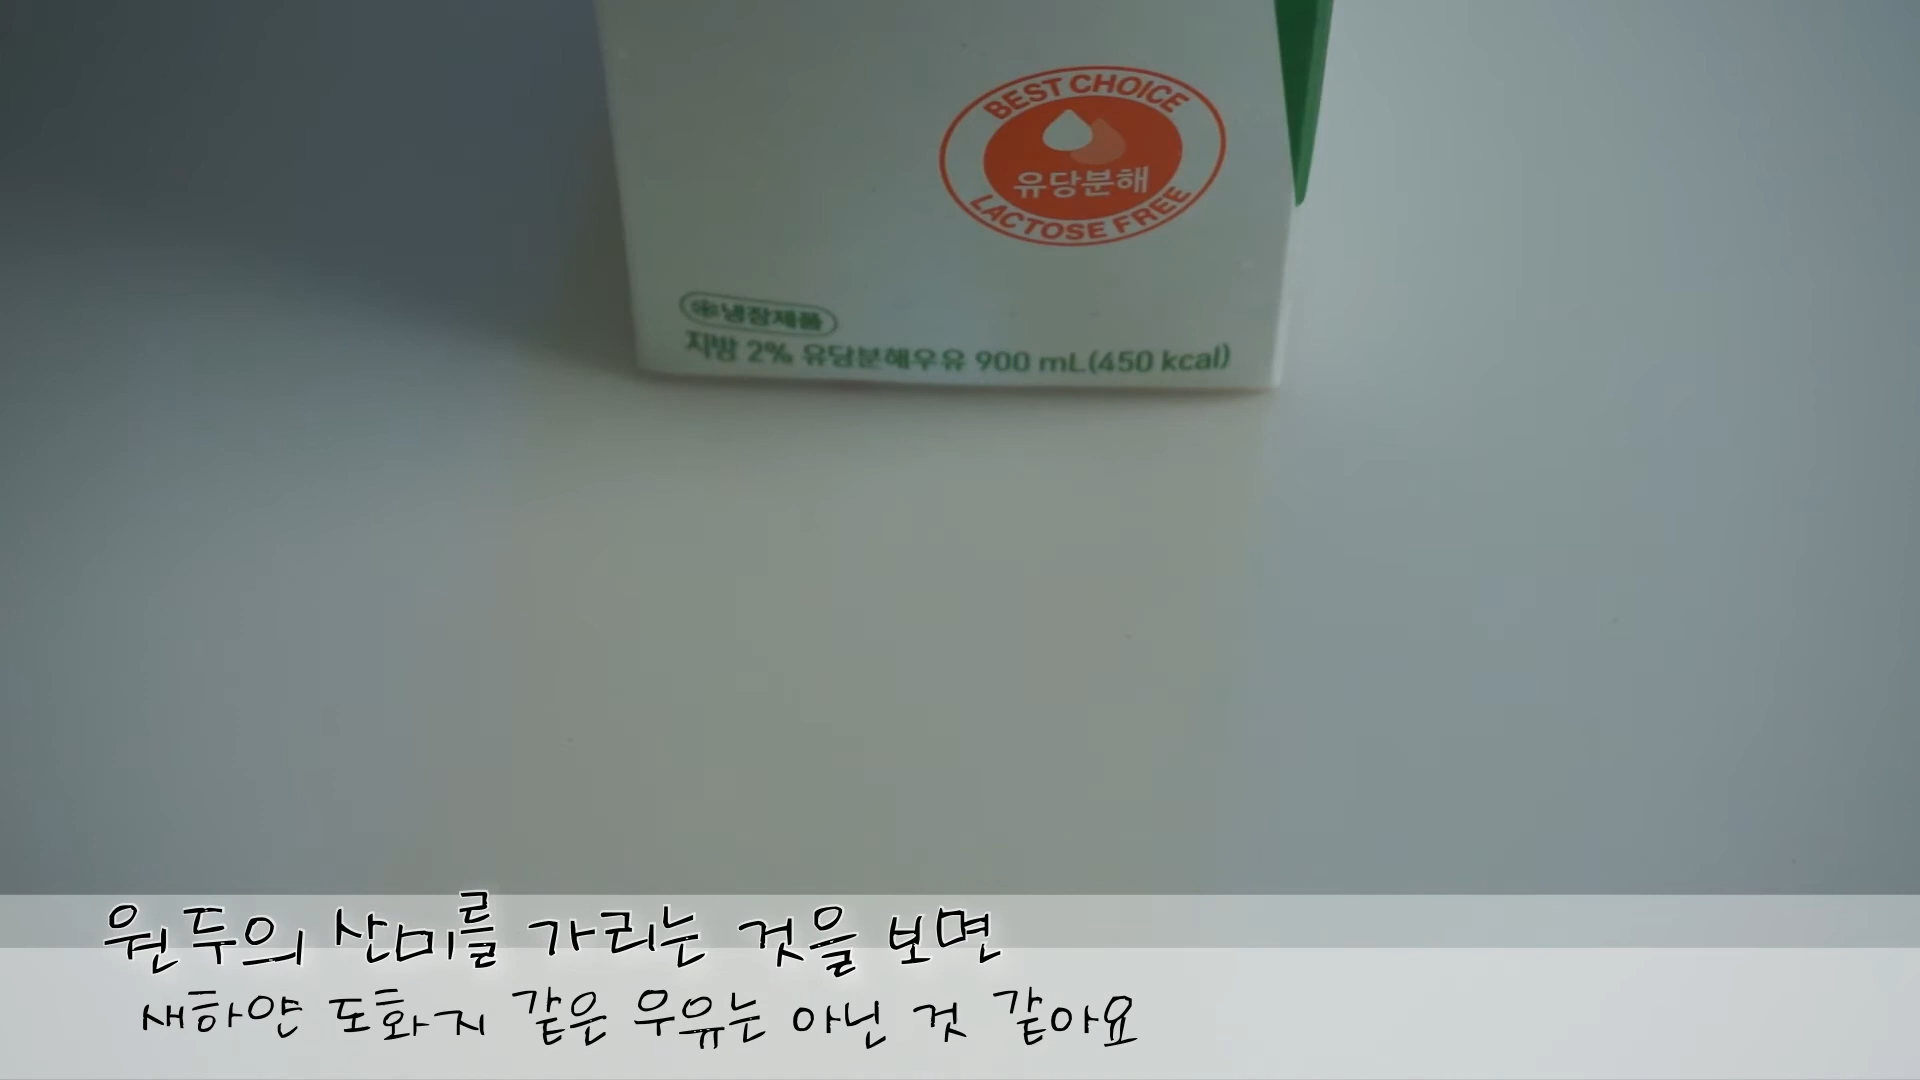 BEST CHOICE
유당분해
LACTOSE FREE
냉장제품
지방 2% 유당분해우유 900 mL(450 kcal)
원두의 산미를 가리는 것을 보면
새하얀 도화지 같은 우유는 아닌 것 같아요